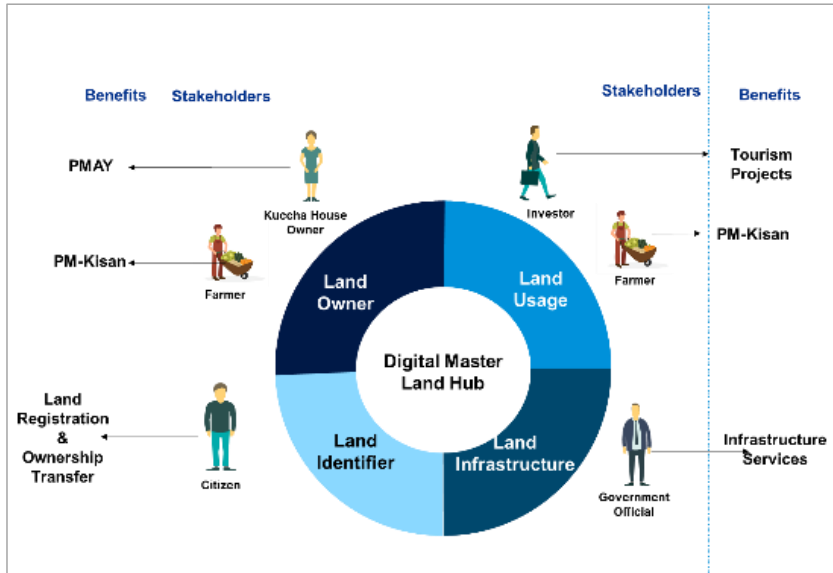 Benefits
Stakeholders
Stakeholders
Benefits
PMAY
Kuccha House
Owner
Investor
Tourism
Projects
PM-Kisan
Farmer
Farmer
PM-Kisan
Land
Owner
Land
Usage
Digital Master
Land Hub
Land
Registration
&
Ownership
Transfer
Citizen
Land
Identifier
Land
Infrastructure
Government
Official
Infrastructure
Services